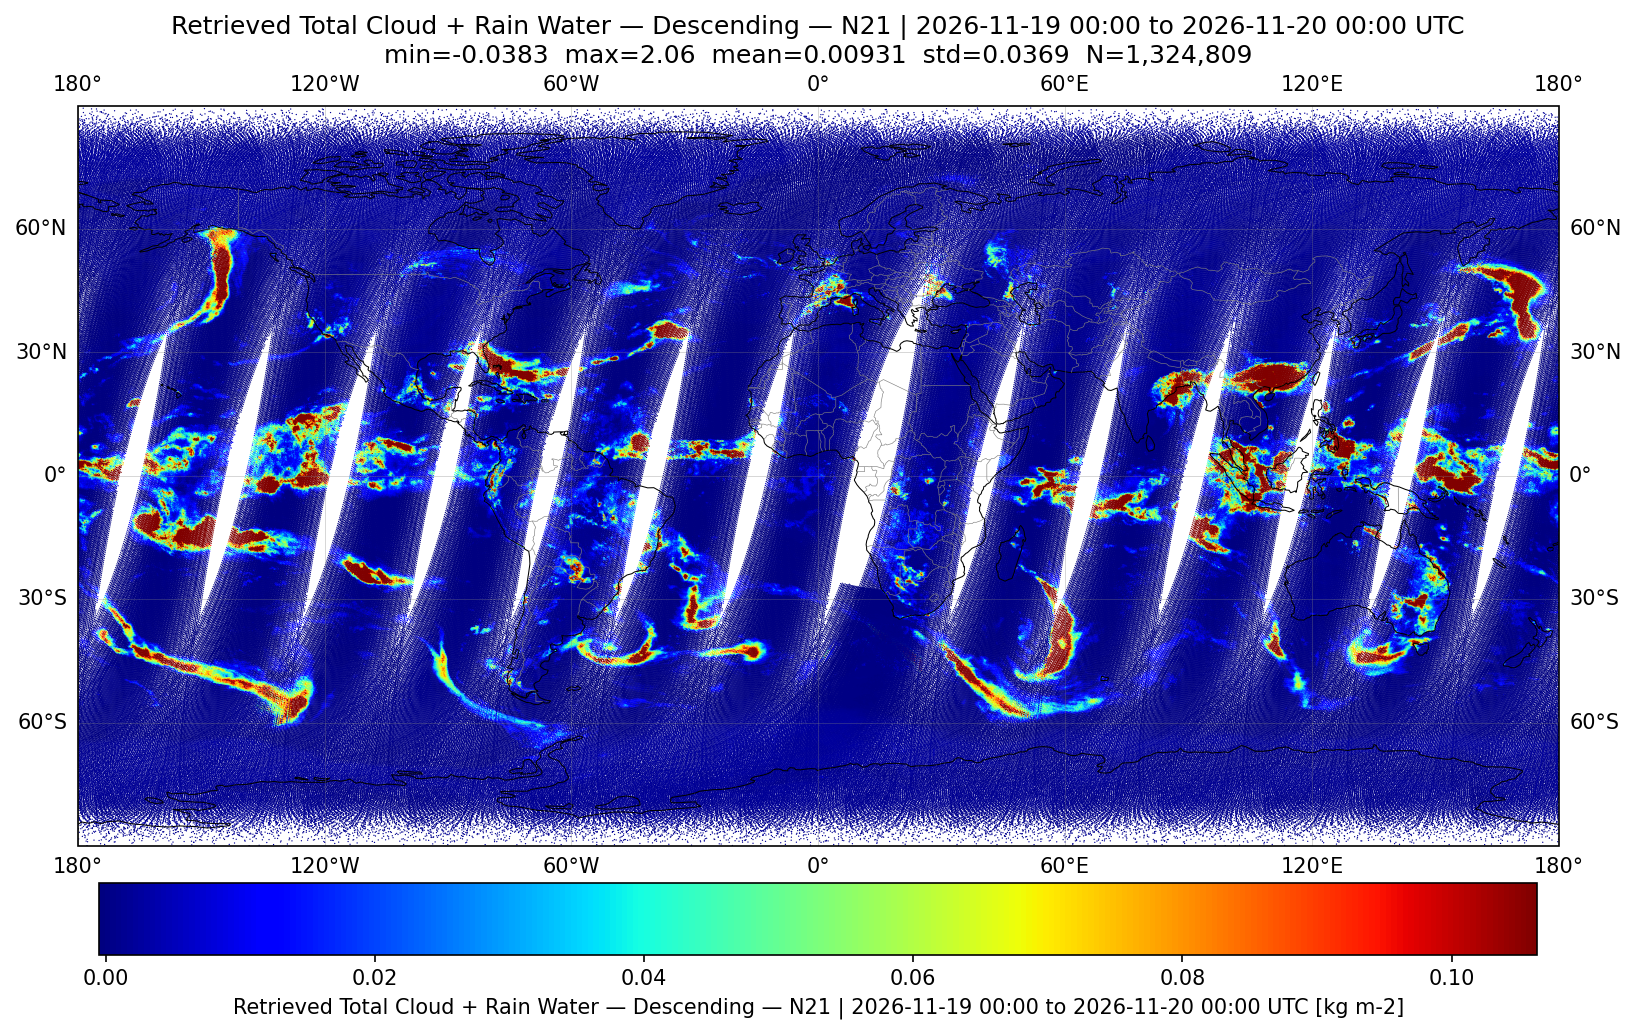 Retrieved Total Cloud + Rain Water — Descending — N21 | 2026-11-19 00:00 to 2026-11-20 00:00 UTC
min=-0.0383 max=2.06 mean=0.00931 std=0.0369 N=1,324,809
180° 120°W 60°W 0° 60°E 120°E 180°
60°N 60°N
30°N 30°N
0° 0°
30°S 30°S
60°S 60°S
180° 120°W 60°W 0° 60°E 120°E 180°
0.00 0.02 0.04 0.06 0.08 0.10
Retrieved Total Cloud + Rain Water — Descending — N21 | 2026-11-19 00:00 to 2026-11-20 00:00 UTC [kg m-2]